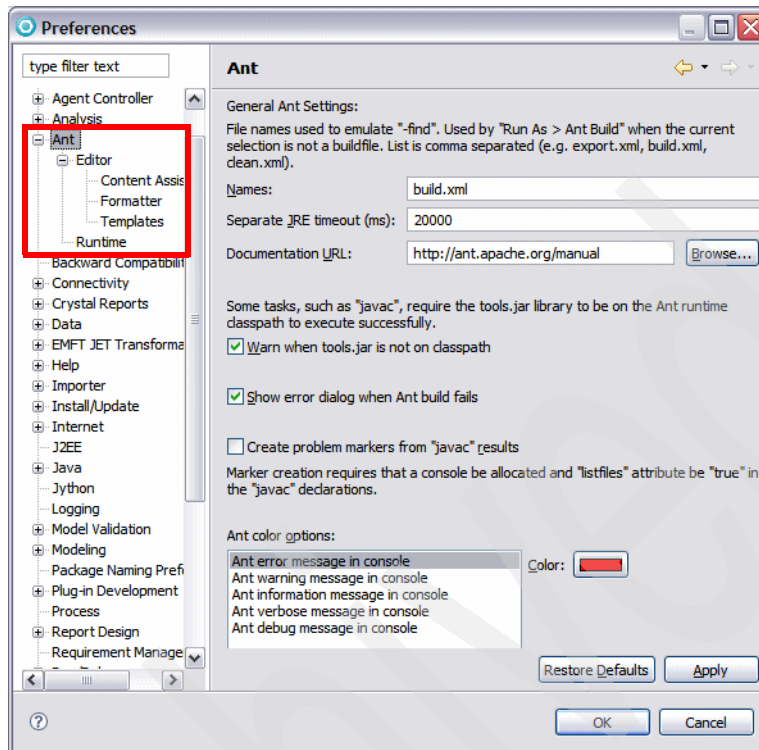 Preferences
type filter text
Agent Controller
Analysis
Ant
Editor
Content Assis
Formatter
Templates
Runtime
Backward Compatibilit
Connectivity
Crystal Reports
Data
EMFT JET Transforma
Help
Importer
Install/Update
Internet
J2EE
Java
Jython
Logging
Model Validation
Modeling
Package Naming Pref
Plug-in Development
Process
Report Design
Requirement Manage
Ant
General Ant Settings:
File names used to emulate "-find". Used by "Run As > Ant Build" when the current
selection is not a buildfile. List is comma separated (e.g. export.xml, build.xml,
clean.xml).
Names: build.xml
Separate JRE timeout (ms): 20000
Documentation URL: http://ant.apache.org/manual Browse...
Some tasks, such as "javac", require the tools.jar library to be on the Ant runtime
classpath to execute successfully.
Warn when tools.jar is not on classpath
Show error dialog when Ant build fails
Create problem markers from "javac" results
Marker creation requires that a console be allocated and "listfiles" attribute be "true" in
the "javac" declarations.
Ant color options:
Ant error message in console
Ant warning message in console
Ant information message in console
Ant verbose message in console
Ant debug message in console
Color:
Restore Defaults Apply
? OK Cancel